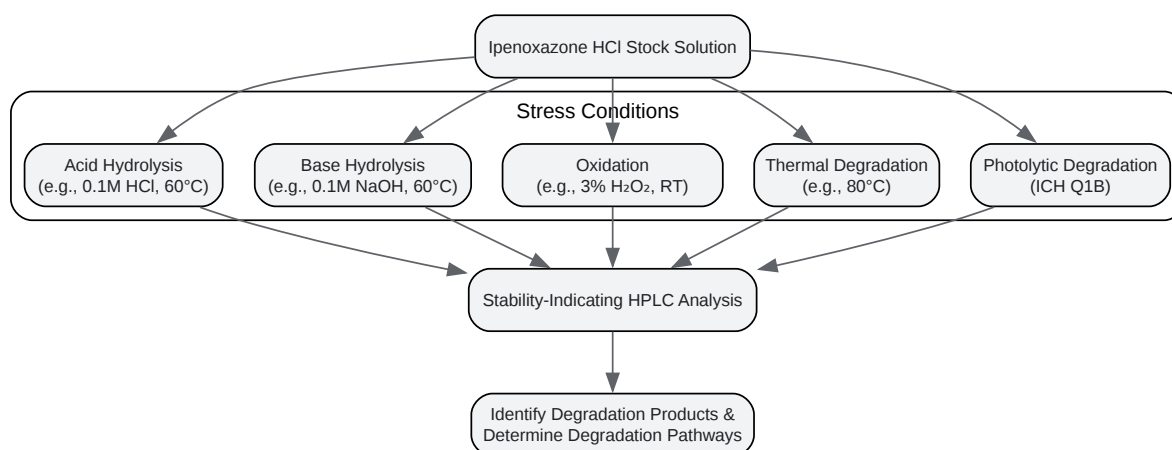 Ipenoxazone HCl Stock Solution
Stress Conditions
Acid Hydrolysis
(e.g., 0.1M HCl, 60°C)
Base Hydrolysis
(e.g., 0.1M NaOH, 60°C)
Oxidation
(e.g., 3% H₂O₂, RT)
Thermal Degradation
(e.g., 80°C)
Photolytic Degradation
(ICH Q1B)
Stability-Indicating HPLC Analysis
Identify Degradation Products &
Determine Degradation Pathways